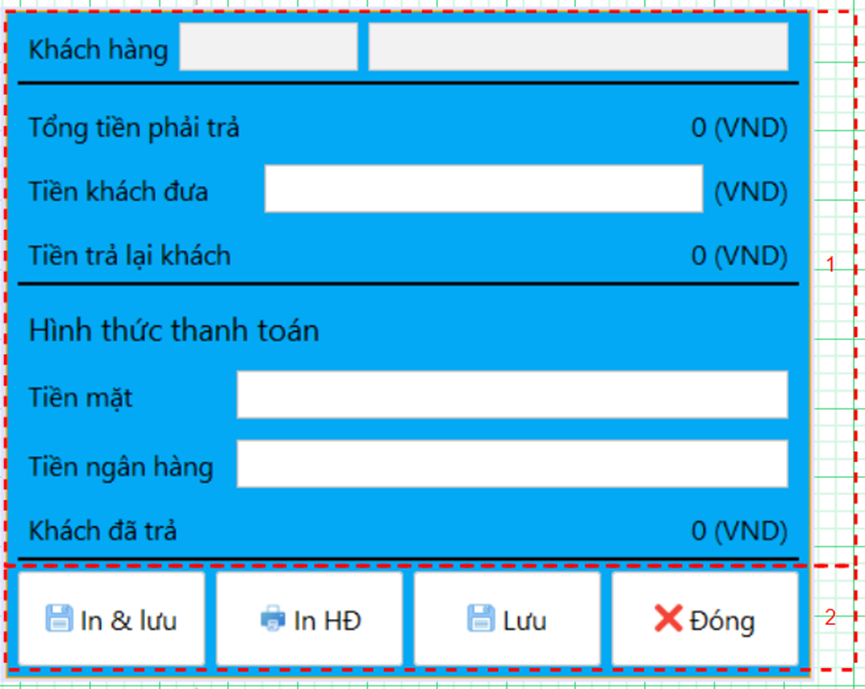 Khách hàng
Tổng tiền phải trả 0 (VND)
Tiền khách đưa (VND)
Tiền trả lại khách 0 (VND)
1
Hình thức thanh toán
Tiền mặt
Tiền ngân hàng
Khách đã trả 0 (VND)
In & lưu In HĐ Lưu Đóng 2